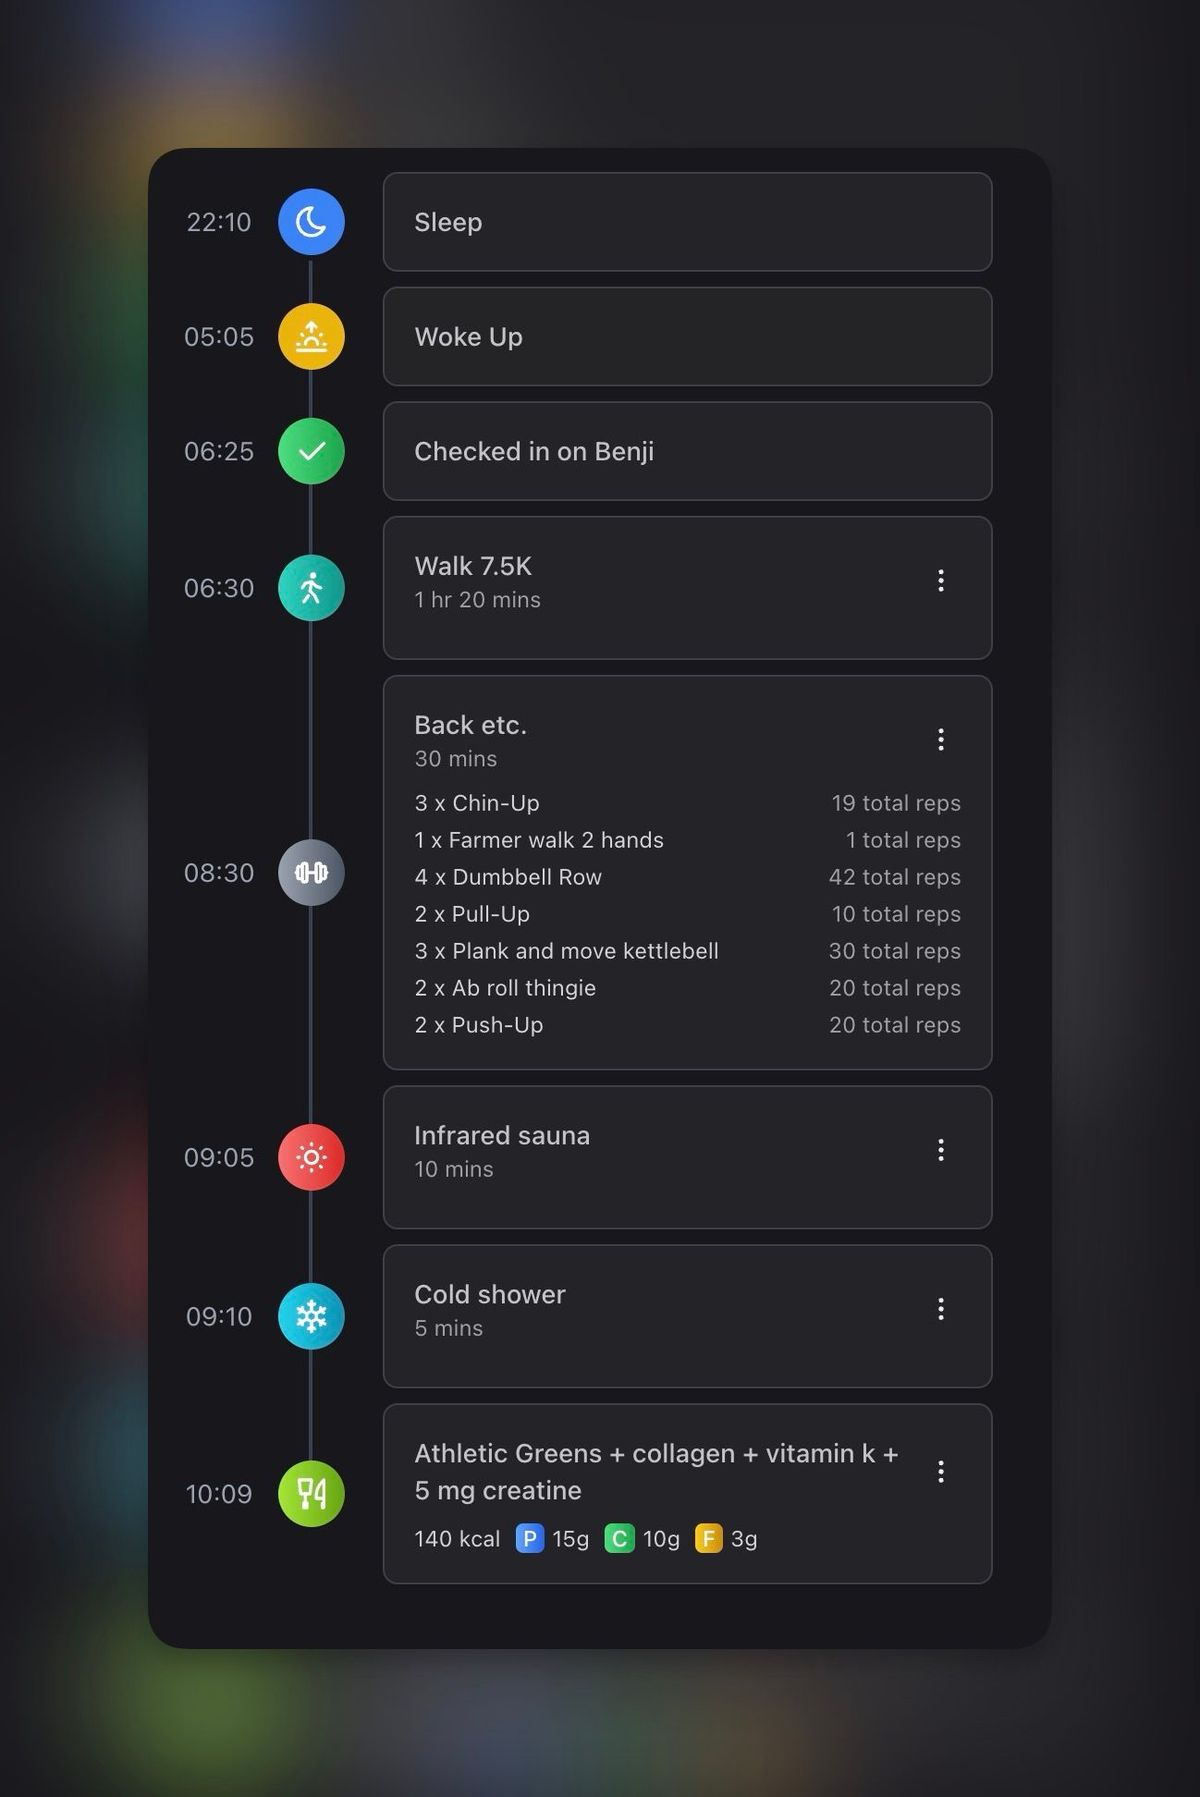 22:10
Sleep
05:05
Woke Up
06:25
Checked in on Benji
06:30
Walk 7.5K
1 hr 20 mins
08:30
Back etc.
30 mins
3 x Chin-Up 19 total reps
1 x Farmer walk 2 hands 1 total reps
4 x Dumbbell Row 42 total reps
2 x Pull-Up 10 total reps
3 x Plank and move kettlebell 30 total reps
2 x Ab roll thingie 20 total reps
2 x Push-Up 20 total reps
09:05
Infrared sauna
10 mins
09:10
Cold shower
5 mins
10:09
Athletic Greens + collagen + vitamin k +
5 mg creatine
140 kcal P 15g C 10g F 3g